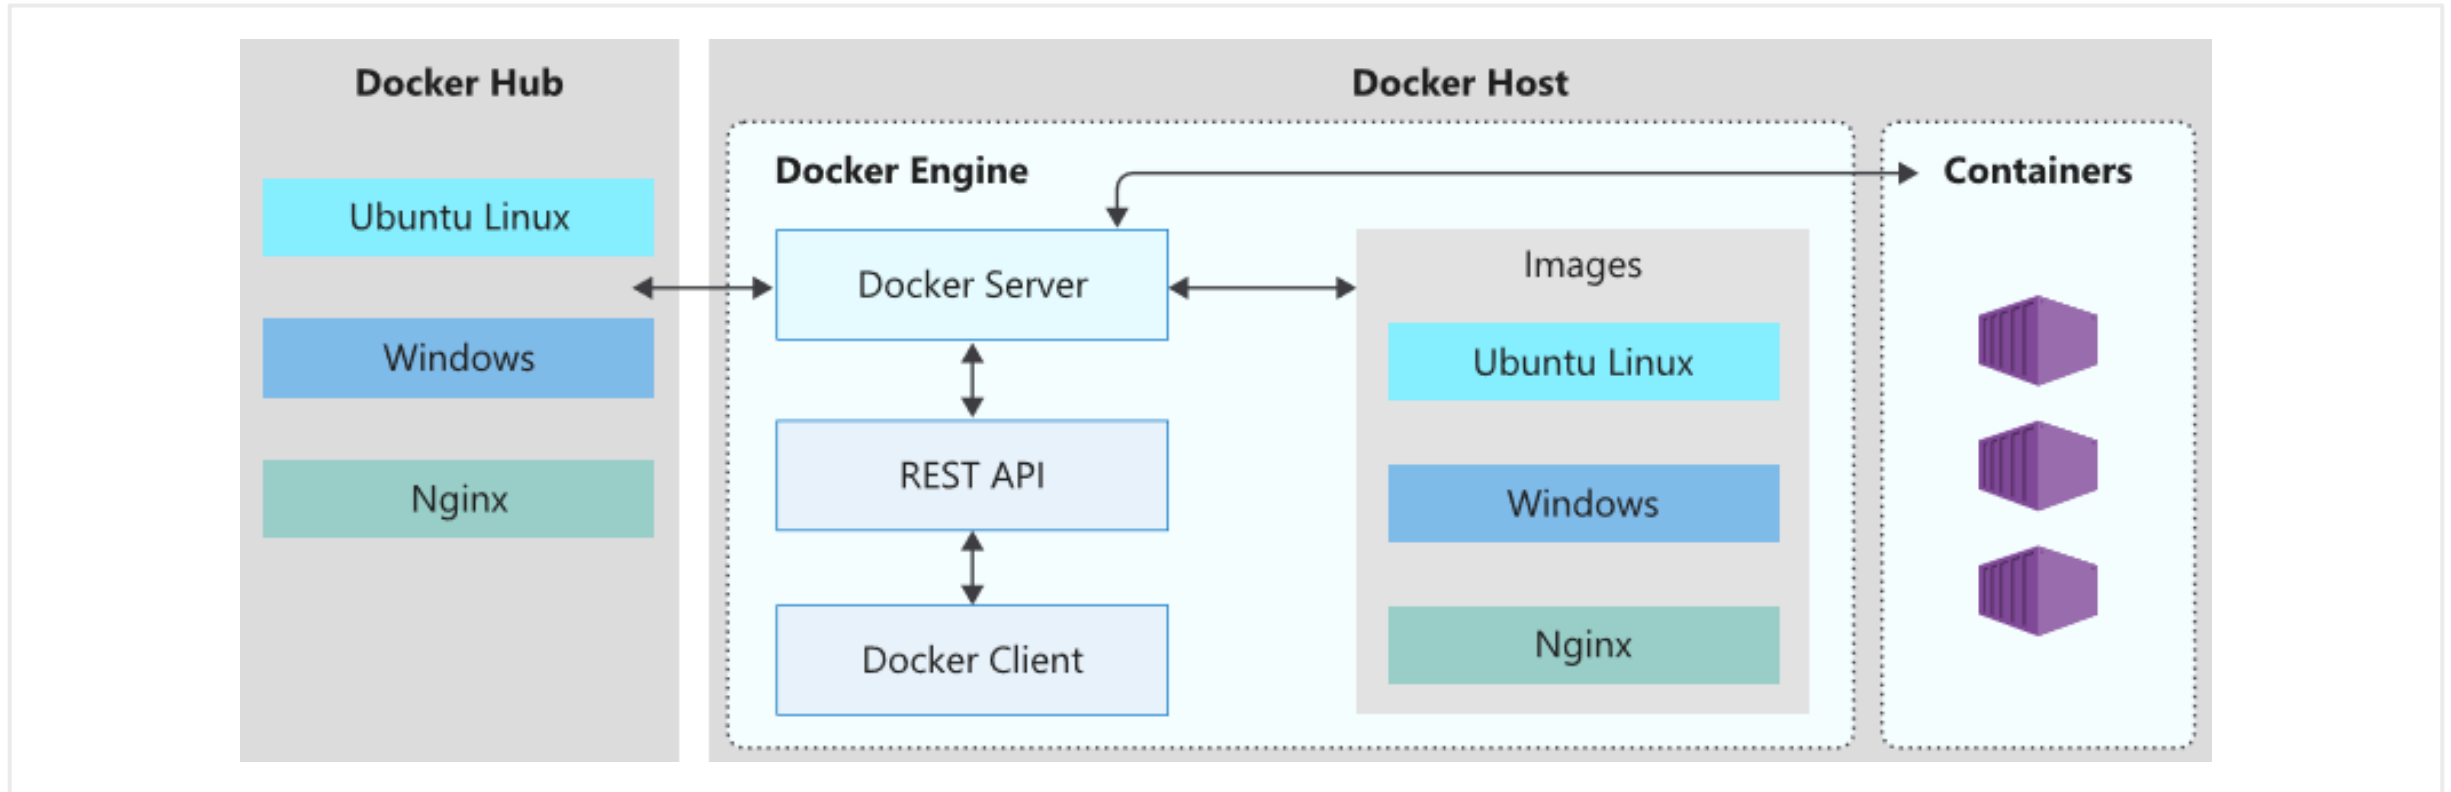 Docker Hub
Ubuntu Linux
Windows
Nginx
Docker Host
Docker Engine
Docker Server
REST API
Docker Client
Images
Ubuntu Linux
Windows
Nginx
Containers